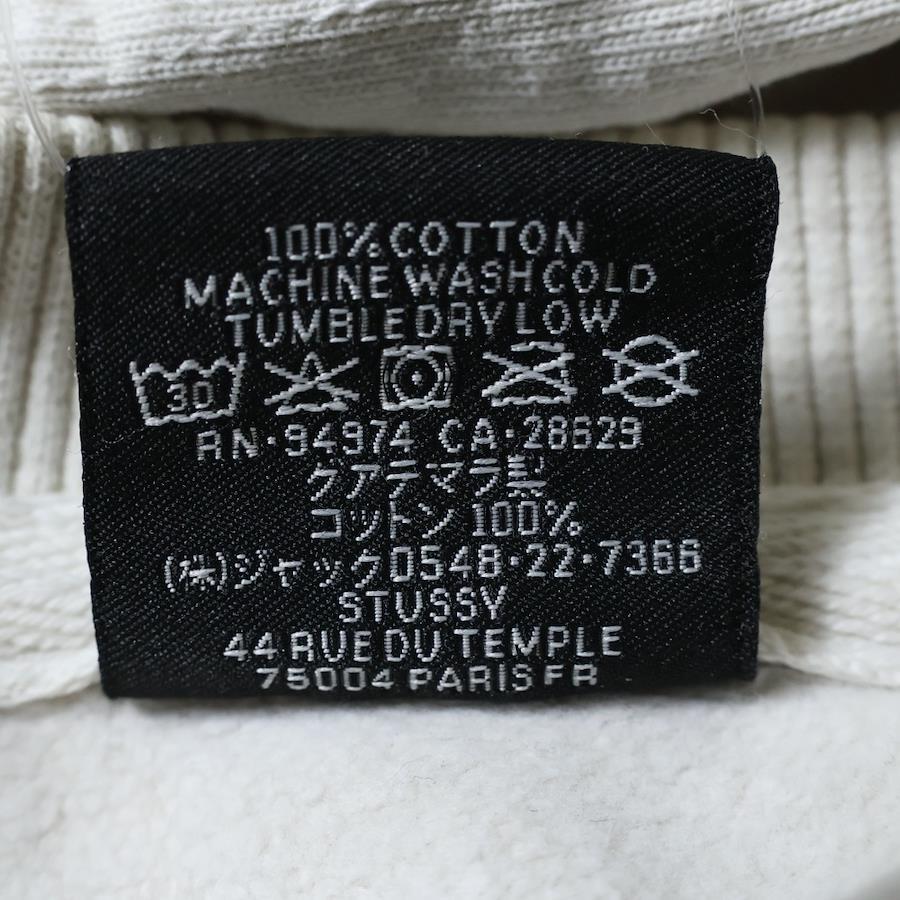 100% COTTON
MACHINE WASH COLD
TUMBLE DRY LOW
30
RN·94974 CA·28629
クアテマラ製
コットン 100%
(株)ジャック0548·22·7366
STUSSY
44 RUE DU TEMPLE
75004 PARIS FR